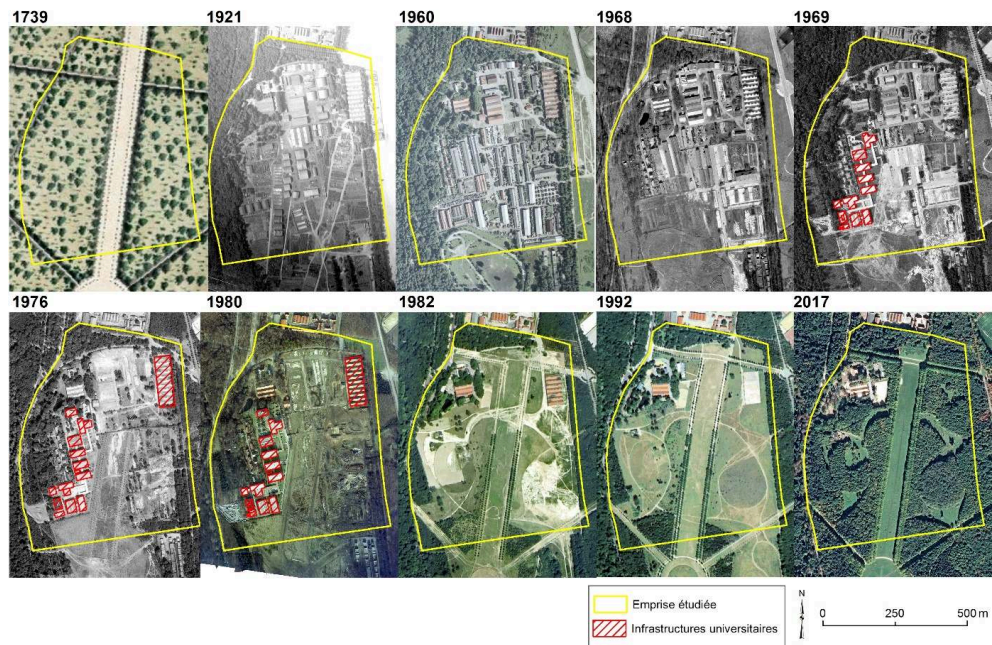 1739
1921
1960
1968
1969
1976
1980
1982
1992
2017
Emprise étudiée
Infrastructures universitaires
N
0 250 500 m